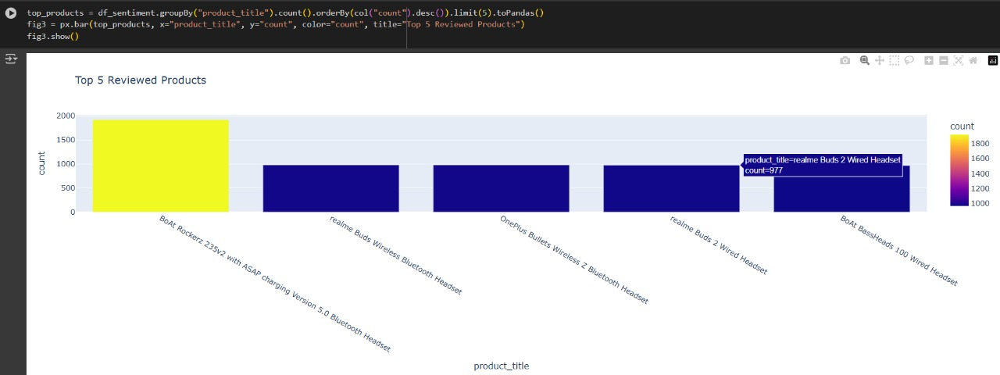 top_products = df_sentiment.groupBy("product_title").count().orderBy(col("count").desc()).limit(5).toPandas()
fig3 = px.bar(top_products, x="product_title", y="count", color="count", title="Top 5 Reviewed Products")
fig3.show()
Top 5 Reviewed Products
count
2000
1500
1000
500
0
product_title=realme Buds 2 Wired Headset
count=977
count
1800
1600
1400
1200
1000
BoAt Rockerz 235v2 with ASAP charging Version 5.0 Bluetooth Headset
realme Buds Wireless Bluetooth Headset
OnePlus Bullets Wireless Z Bluetooth Headset
realme Buds 2 Wired Headset
BoAt BassHeads 100 Wired Headset
product_title